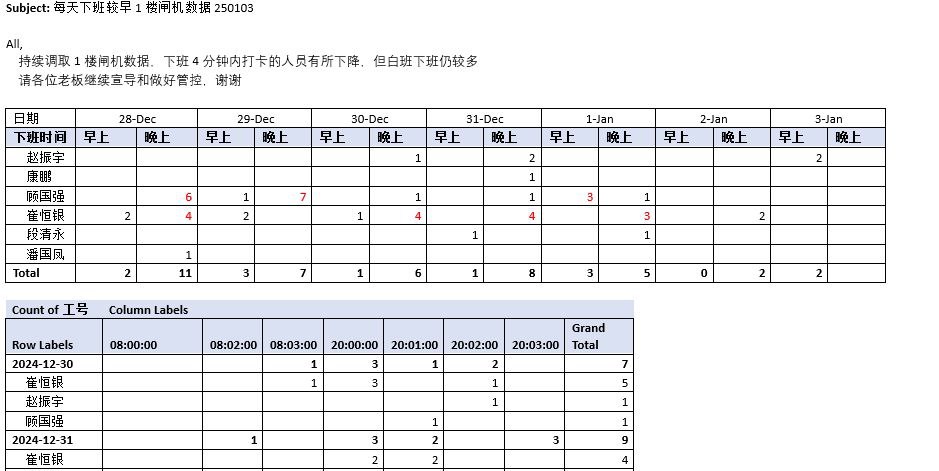 Subject: 每天下班较早 1 楼闸机数据 250103
All,
持续调取 1 楼闸机数据，下班 4 分钟内打卡的人员有所下降，但白班下班仍较多
请各位老板继续宣导和做好管控，谢谢
日期 28-Dec 29-Dec 30-Dec 31-Dec 1-Jan 2-Jan 3-Jan
下班时间 早上 晚上 早上 晚上 早上 晚上 早上 晚上 早上 晚上 早上 晚上 早上 晚上
赵振宇 1 2 2
康鹏 1
顾国强 6 1 7 1 1 3 1
崔恒银 2 4 2 1 4 4 3 2
段清永 1 1
潘国凤 1
Total 2 11 3 7 1 6 1 8 3 5 0 2 2
Count of 工号 Column Labels
Row Labels 08:00:00 08:02:00 08:03:00 20:00:00 20:01:00 20:02:00 20:03:00 Grand Total
2024-12-30 1 3 1 2 7
崔恒银 1 3 1 5
赵振宇 1 1
顾国强 1 1
2024-12-31 1 3 2 3 9
崔恒银 2 2 4